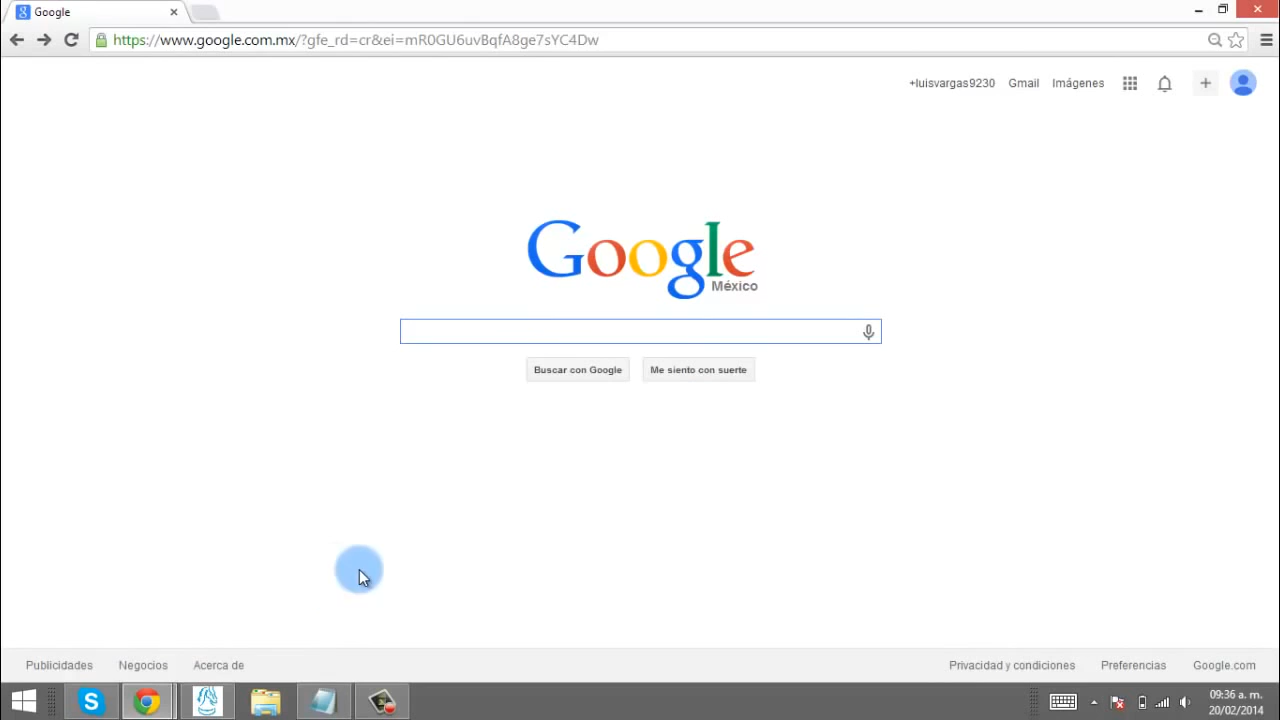 Google
https://www.google.com.mx/?gfe_rd=cr&ei=mR0GU6uvBqfA8ge7sYC4Dw
+luisvargas9230 Gmail Imágenes
Google
México
Buscar con Google Me siento con suerte
Publicidades Negocios Acerca de Privacidad y condiciones Preferencias Google.com
09:36 a. m.
20/02/2014